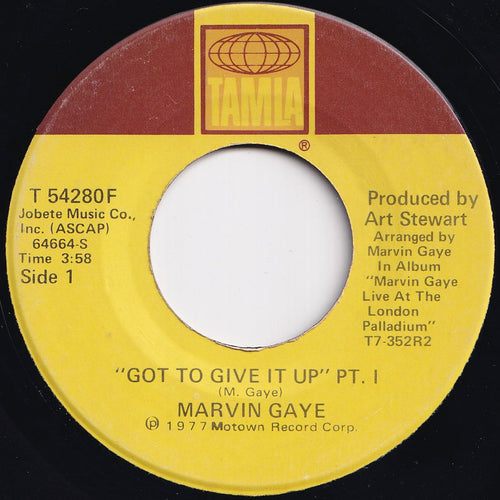 TAMLA
®
T 54280F
Jobete Music Co.,
Inc. (ASCAP)
64664-S
Time 3:58
Side 1
Produced by
Art Stewart
Arranged by
Marvin Gaye
In Album
"Marvin Gaye
Live At The
London
Palladium"
T7-352R2
"GOT TO GIVE IT UP" PT. I
(M. Gaye)
MARVIN GAYE
℗ 1977 Motown Record Corp.